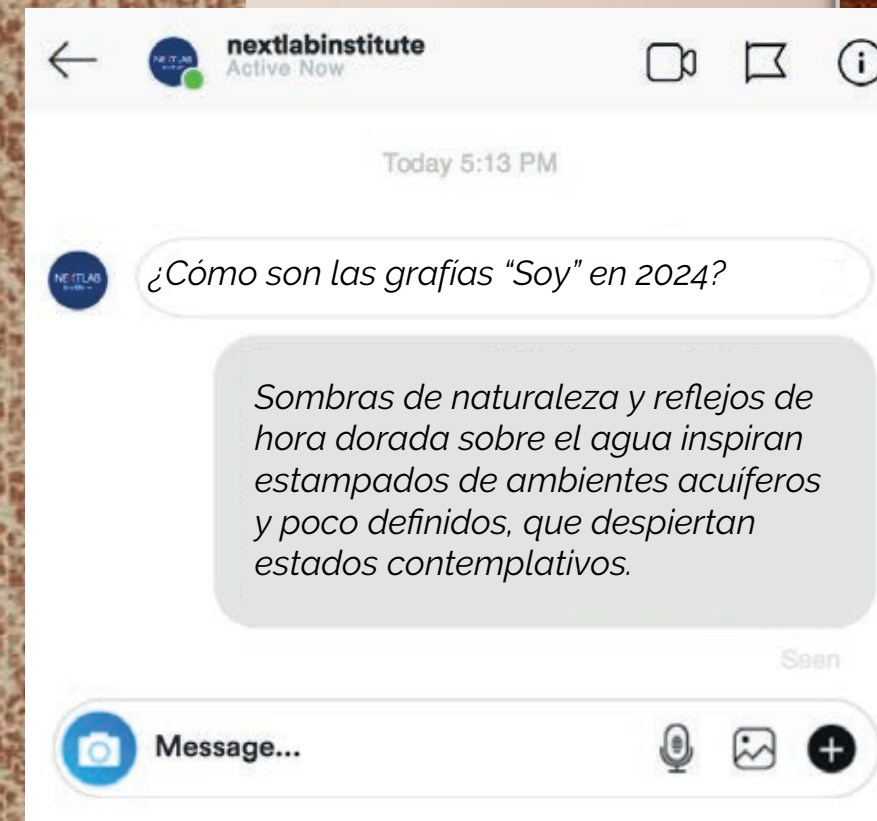 nextlabinstitute
Active Now
Today 5:13 PM
¿Cómo son las grafías “Soy” en 2024?
Sombras de naturaleza y reflejos de
hora dorada sobre el agua inspiran
estampados de ambientes acuíferos
y poco definidos, que despiertan
estados contemplativos.
Seen
Message...